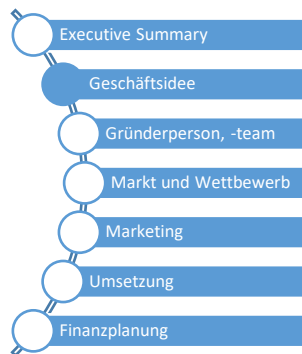 Executive Summary
Geschäftsidee
Gründerperson, -team
Markt und Wettbewerb
Marketing
Umsetzung
Finanzplanung